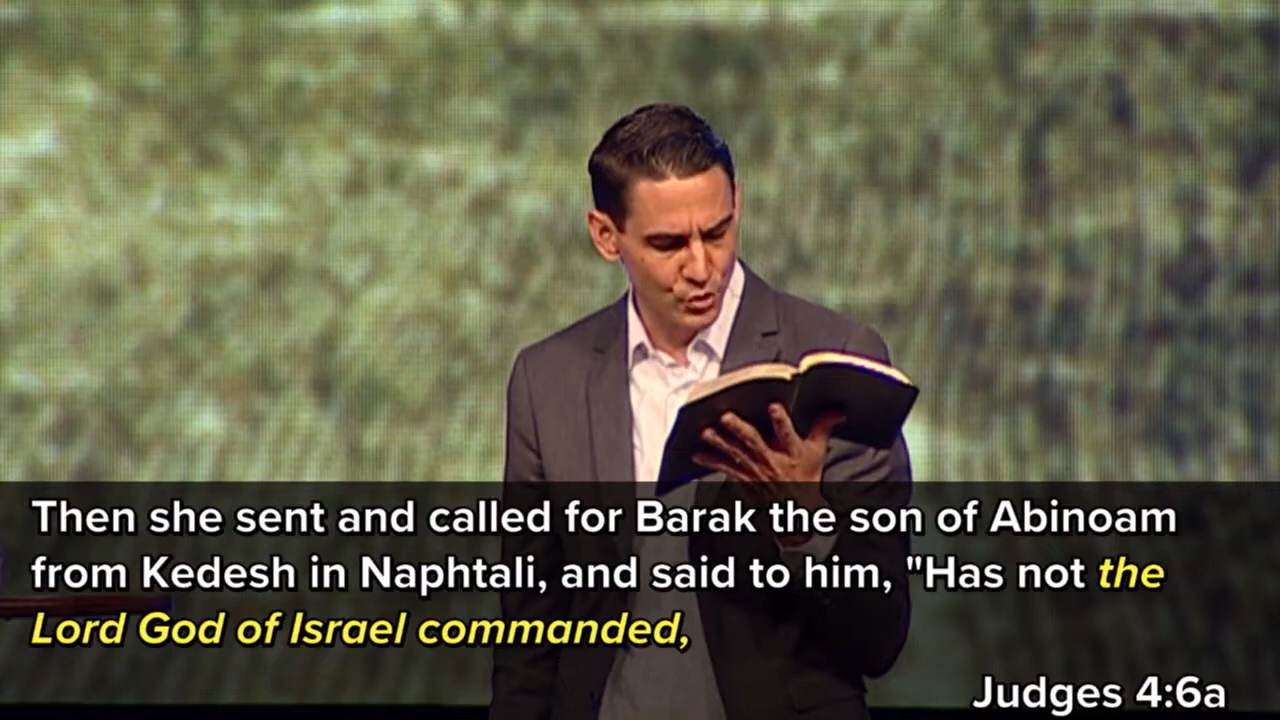 Then she sent and called for Barak the son of Abinoam
from Kedesh in Naphtali, and said to him, "Has not the
Lord God of Israel commanded,
Judges 4:6a